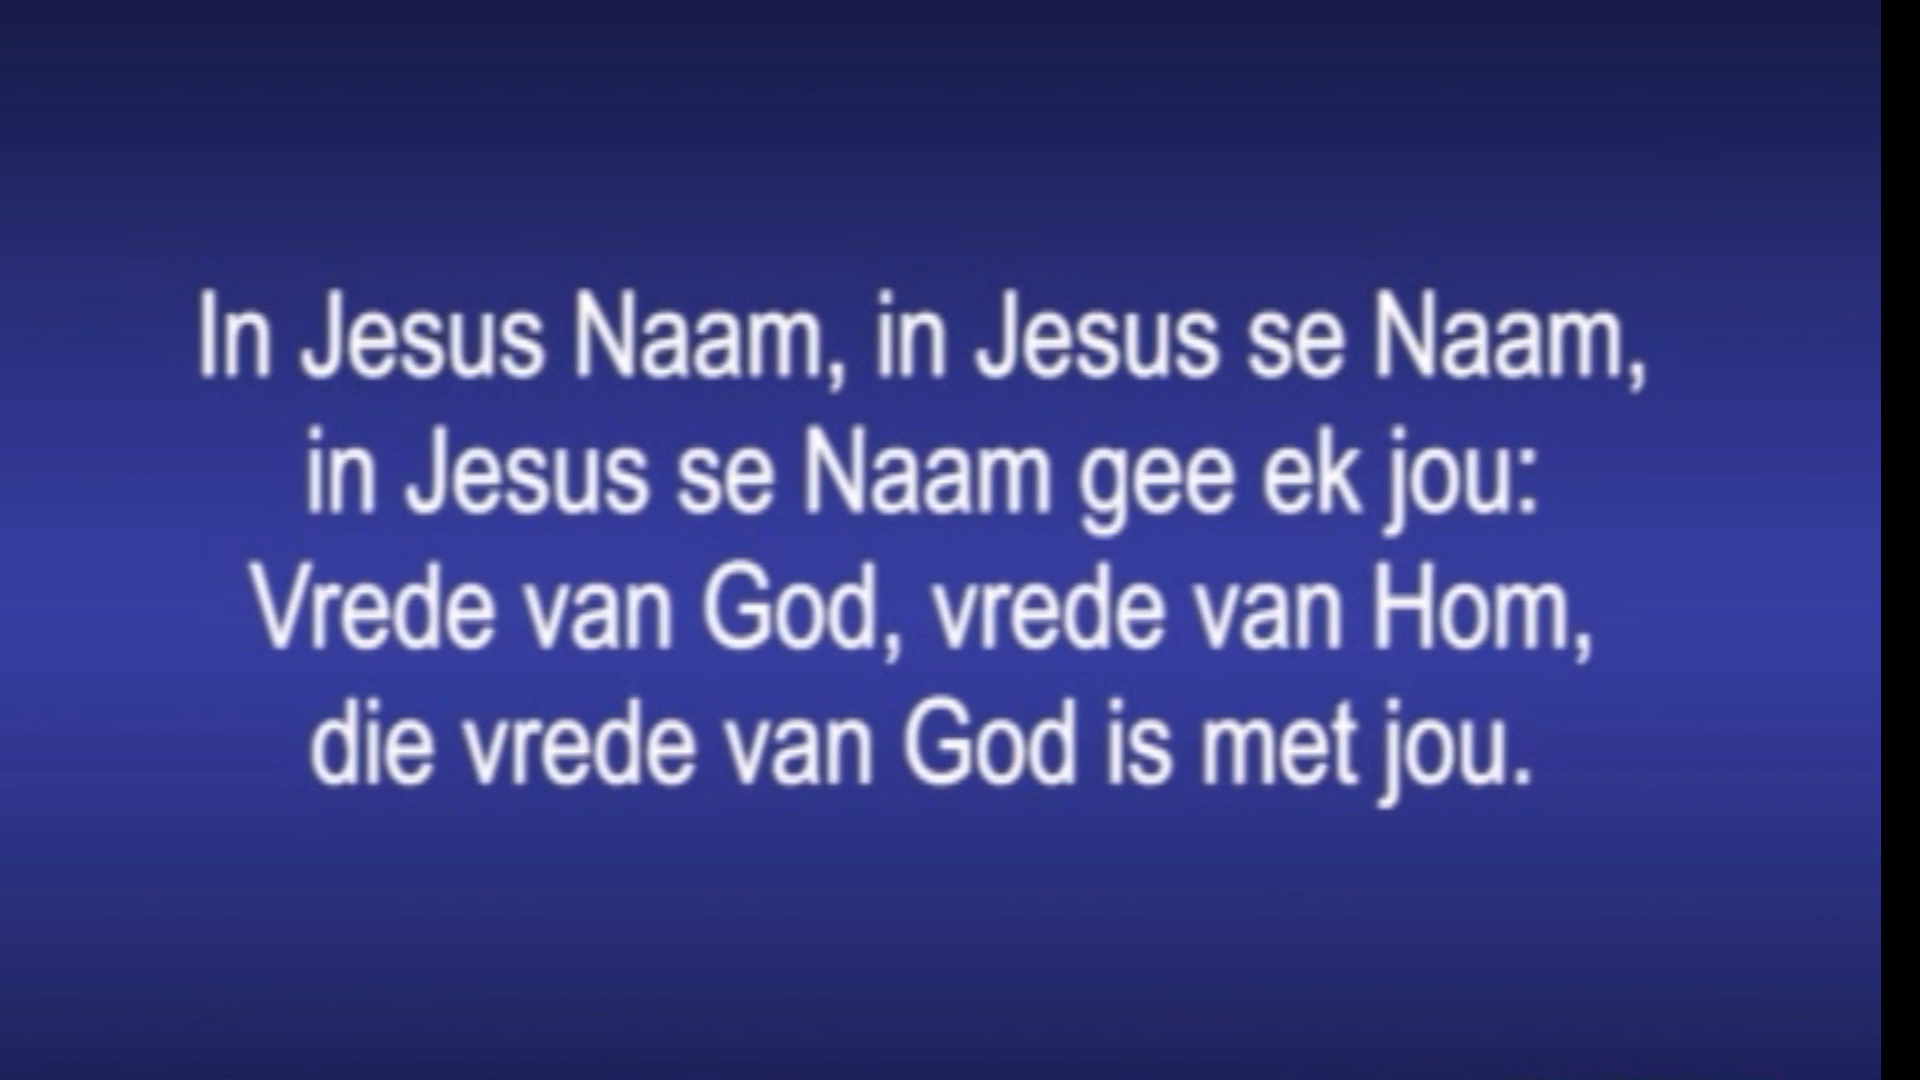 In Jesus Naam, in Jesus se Naam,
in Jesus se Naam gee ek jou:
Vrede van God, vrede van Hom,
die vrede van God is met jou.